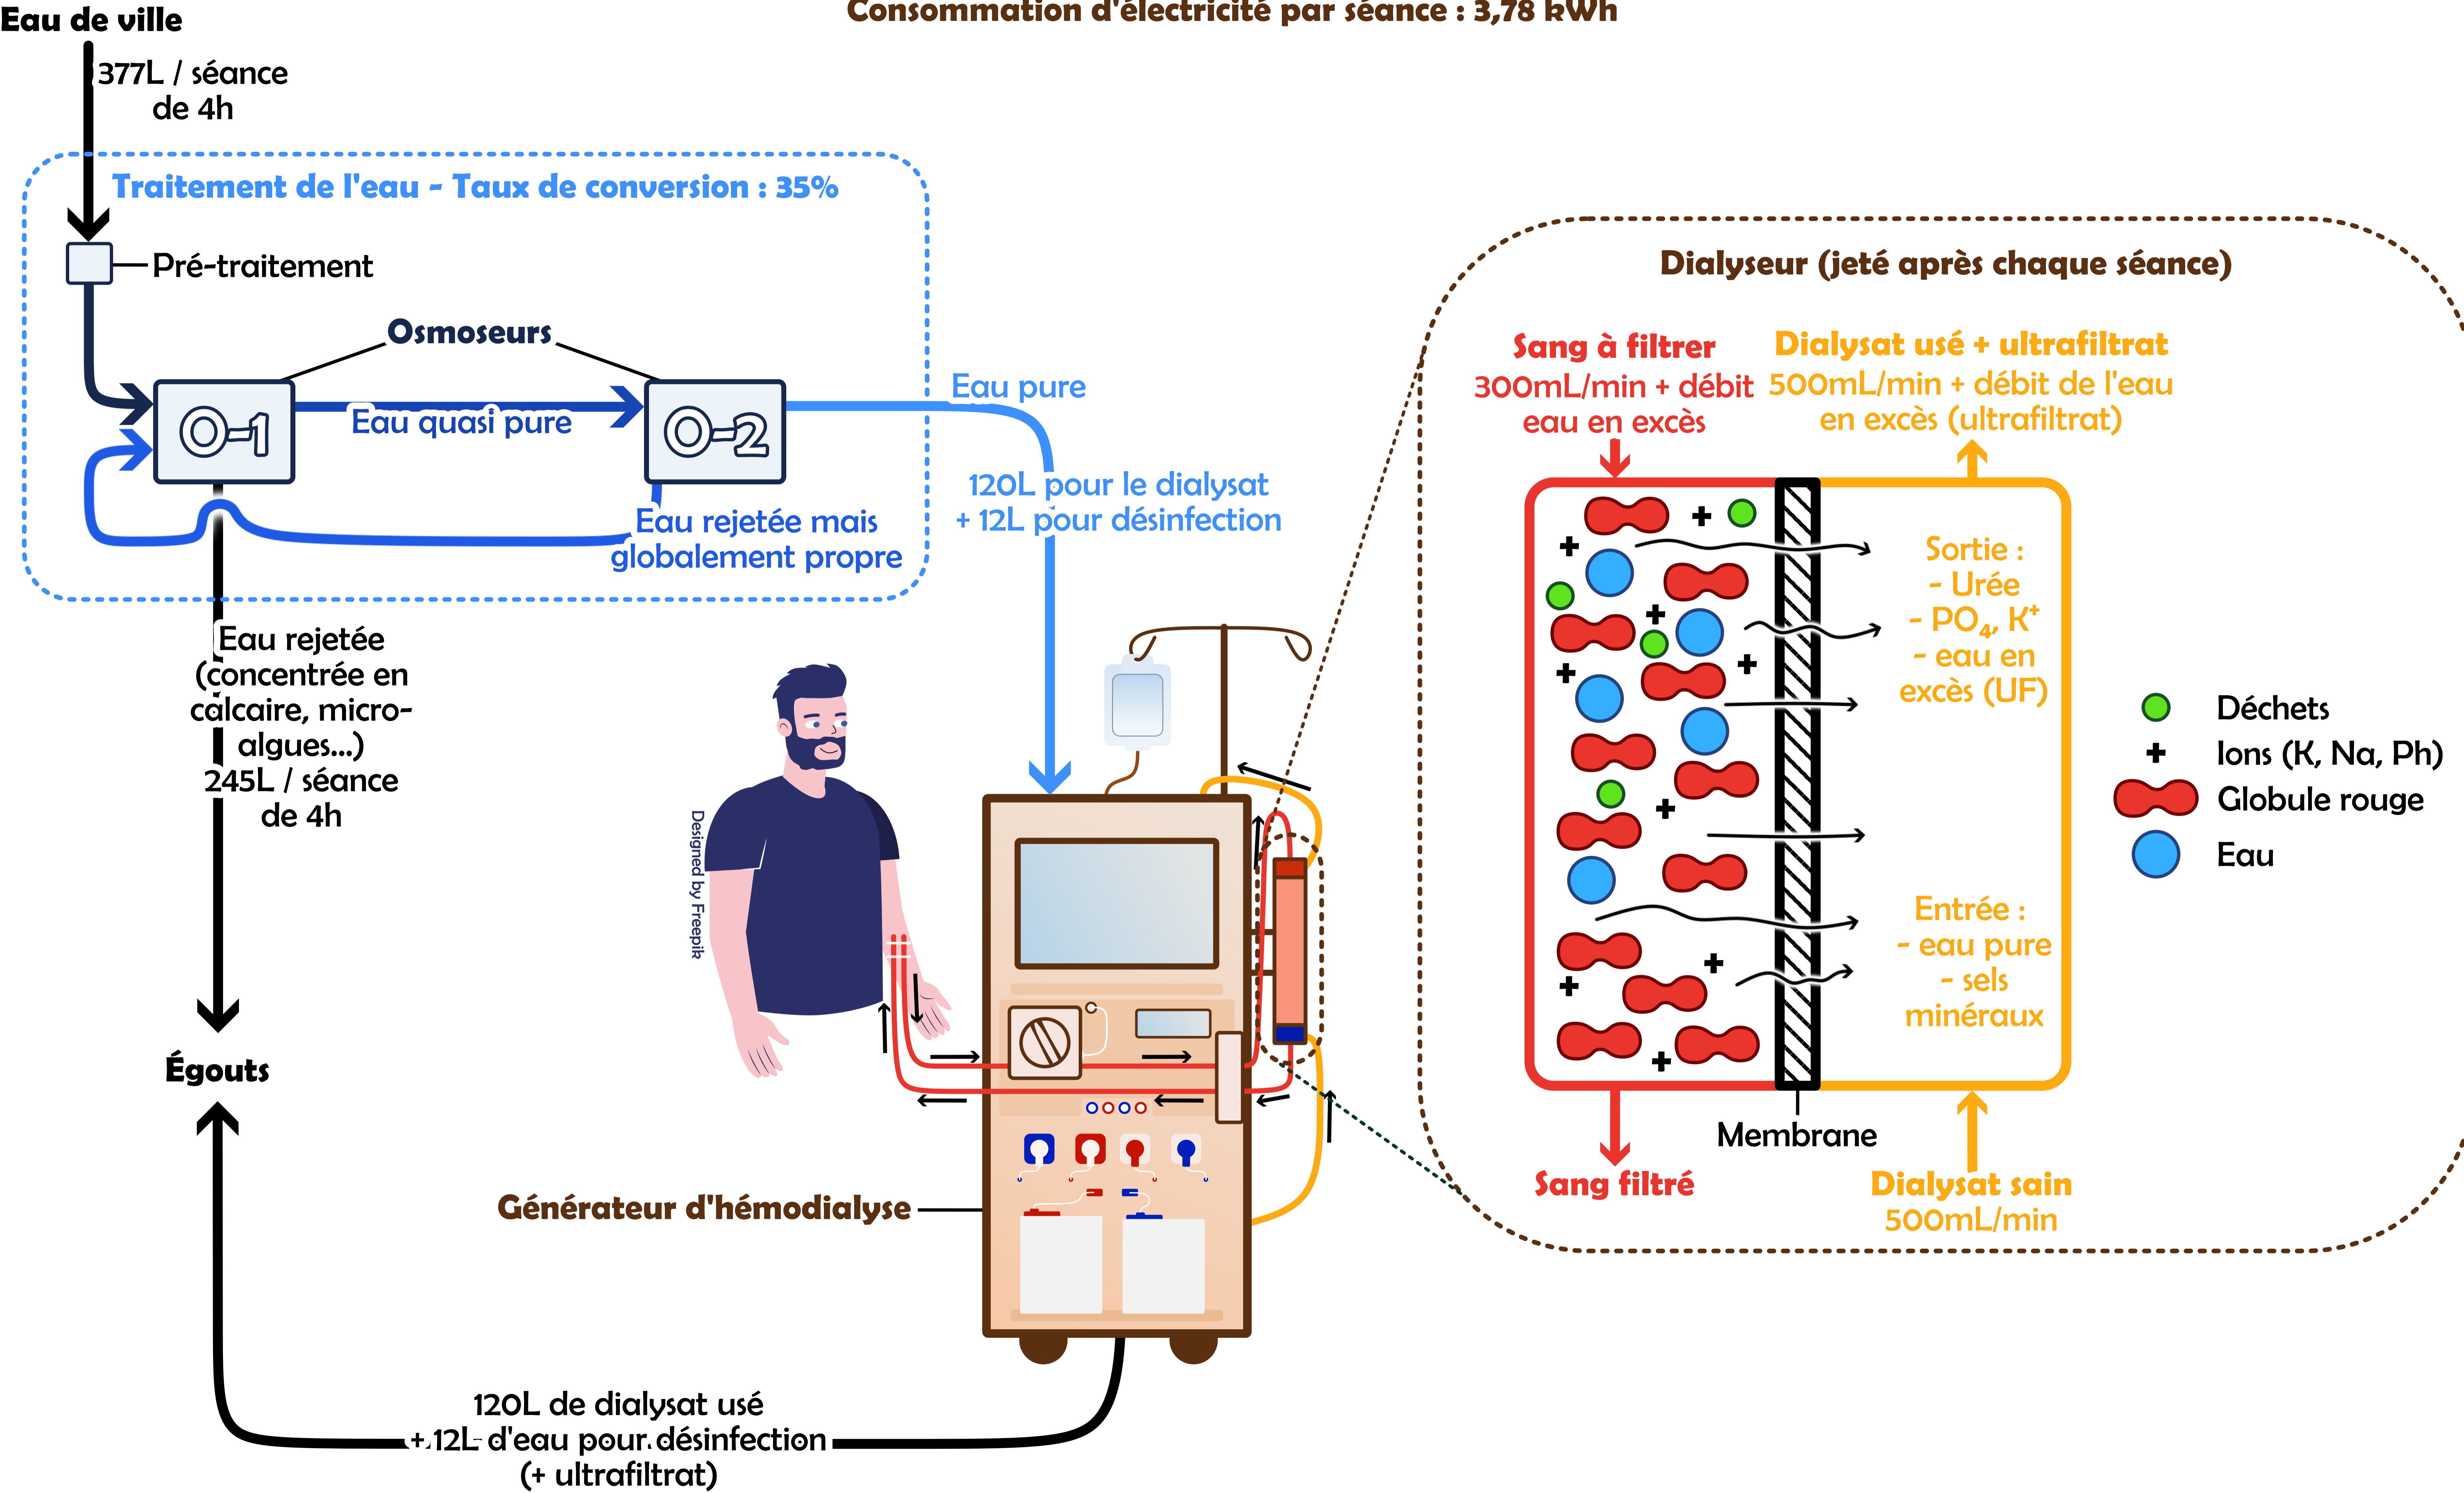 Consommation d'électricité par séance : 3,78 kWh
Eau de ville
377L / séance
de 4h
Traitement de l'eau - Taux de conversion : 35%
Pré-traitement
Osmoseurs
O-1
Eau quasi pure
O-2
Eau rejetée mais
globalement propre
Eau pure
120L pour le dialysat
+ 12L pour désinfection
Eau rejetée
(concentrée en
calcaire, micro-
algues...)
245L / séance
de 4h
Égouts
Designed by Freepik
Générateur d'hémodialyse
120L de dialysat usé
+ 12L d'eau pour désinfection
(+ ultrafiltrat)
Dialyseur (jeté après chaque séance)
Sang à filtrer
300mL/min + débit
eau en excès
Dialysat usé + ultrafiltrat
500mL/min + débit de l'eau
en excès (ultrafiltrat)
Sortie :
- Urée
- PO₄, K⁺
- eau en
excès (UF)
Entrée :
- eau pure
- sels
minéraux
Membrane
Sang filtré
Dialysat sain
500mL/min
Déchets
Ions (K, Na, Ph)
Globule rouge
Eau